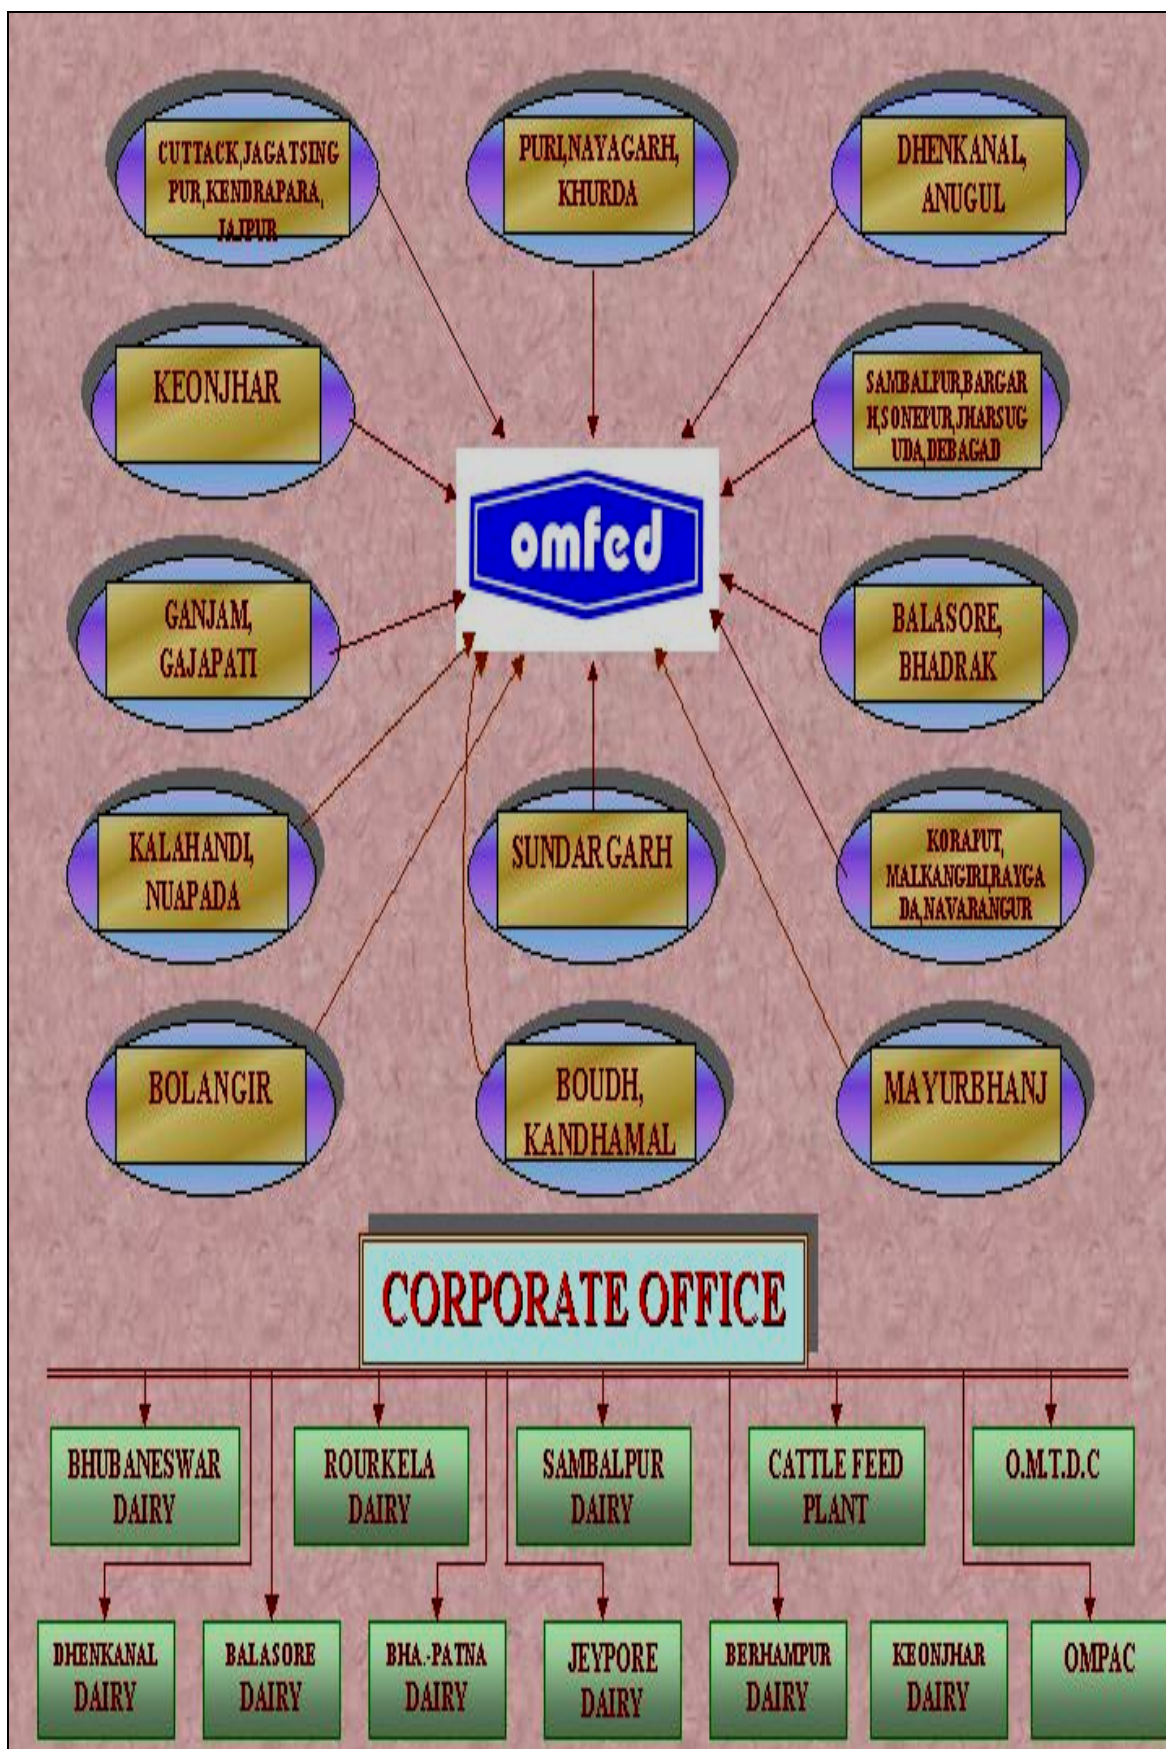 CUTTACK,JAGATSING
PUR,KENDRAPARA,
JAJPUR
PURI,NAYAGARH,
KHURDA
DHENKANAL,
ANUGUL
KEONJHAR
SAMBALPUR,BARGAR
H,SONEPUR,JHARSUG
UDA,DEBAGAD
omfed
GANJAM,
GAJAPATI
BALASORE,
BHADRAK
KALAHANDI,
NUAPADA
SUNDARGARH
KORAPUT,
MALKANGIRI,RAYGA
DA,NAVARANGUR
BOLANGIR
BOUDH,
KANDHAMAL
MAYURBHANJ
CORPORATE OFFICE
BHUBANESWAR
DAIRY
ROURKELA
DAIRY
SAMBALPUR
DAIRY
CATTLE FEED
PLANT
O.M.T.D.C
DHENKANAL
DAIRY
BALASORE
DAIRY
BHA.-PATNA
DAIRY
JEYPORE
DAIRY
BERHAMPUR
DAIRY
KEONJHAR
DAIRY
OMPAC